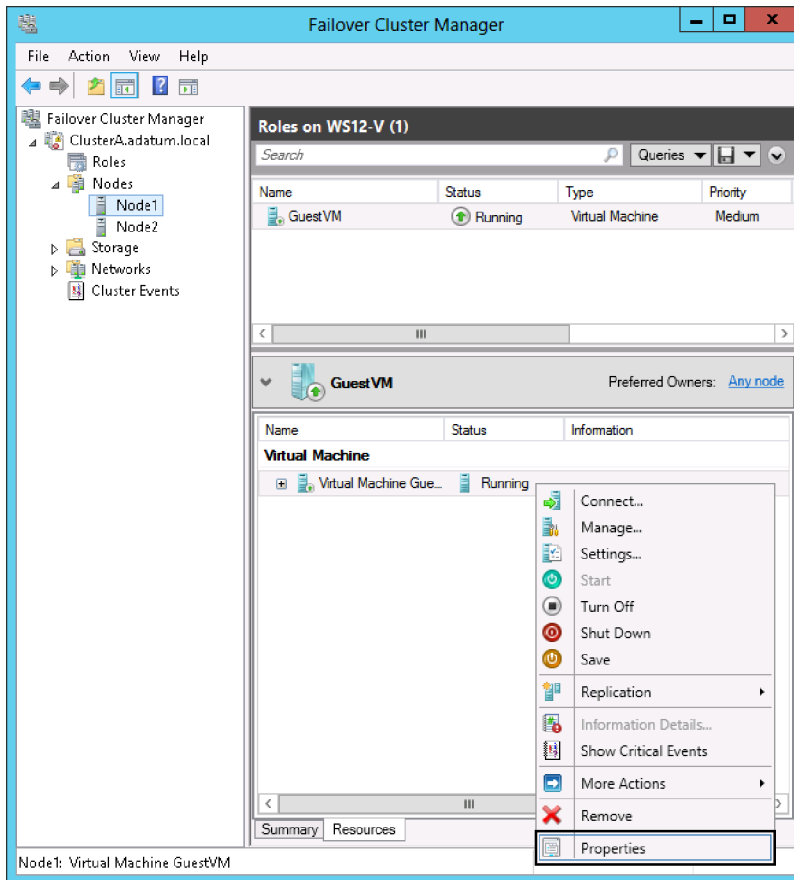 Failover Cluster Manager
File Action View Help
Failover Cluster Manager
ClusterA.adatum.local
Roles
Nodes
Node1
Node2
Storage
Networks
Cluster Events
Roles on WS12-V (1)
Search Queries
Name Status Type Priority
GuestVM Running Virtual Machine Medium
GuestVM Preferred Owners: Any node
Name Status Information
Virtual Machine
Virtual Machine Gue... Running
Connect...
Manage...
Settings...
Start
Turn Off
Shut Down
Save
Replication
Information Details...
Show Critical Events
More Actions
Remove
Properties
Summary Resources
Node1: Virtual Machine GuestVM